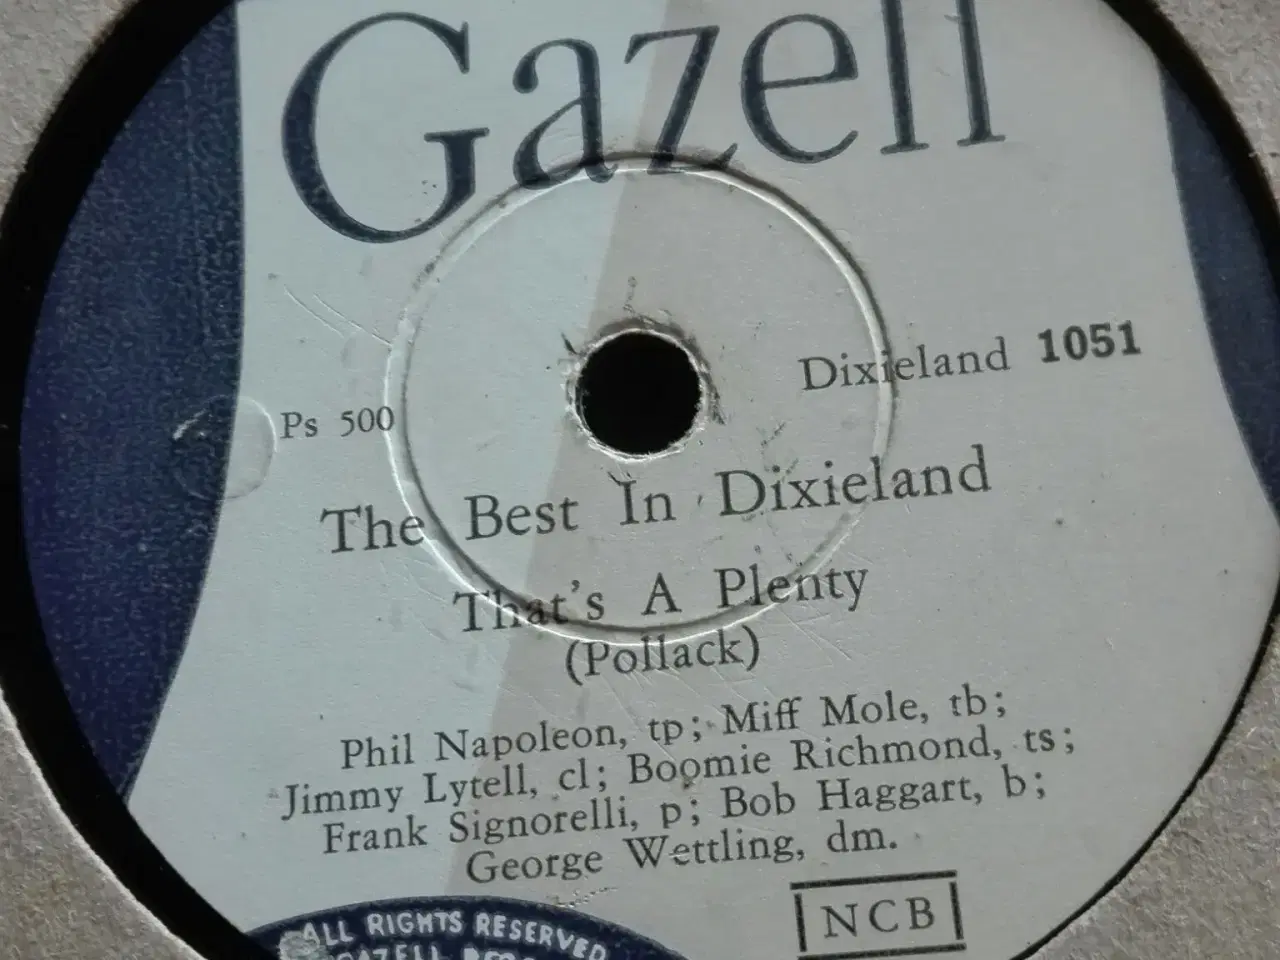 Gazell
Dixieland 1051
Ps 500
The Best In Dixieland
That's A Plenty
(Pollack)
Phil Napoleon, tp; Miff Mole, tb;
Jimmy Lytell, cl; Boomie Richmond, ts;
Frank Signorelli, p; Bob Haggart, b;
George Wettling, dm.
NCB
ALL RIGHTS RESERVED
GAZELL